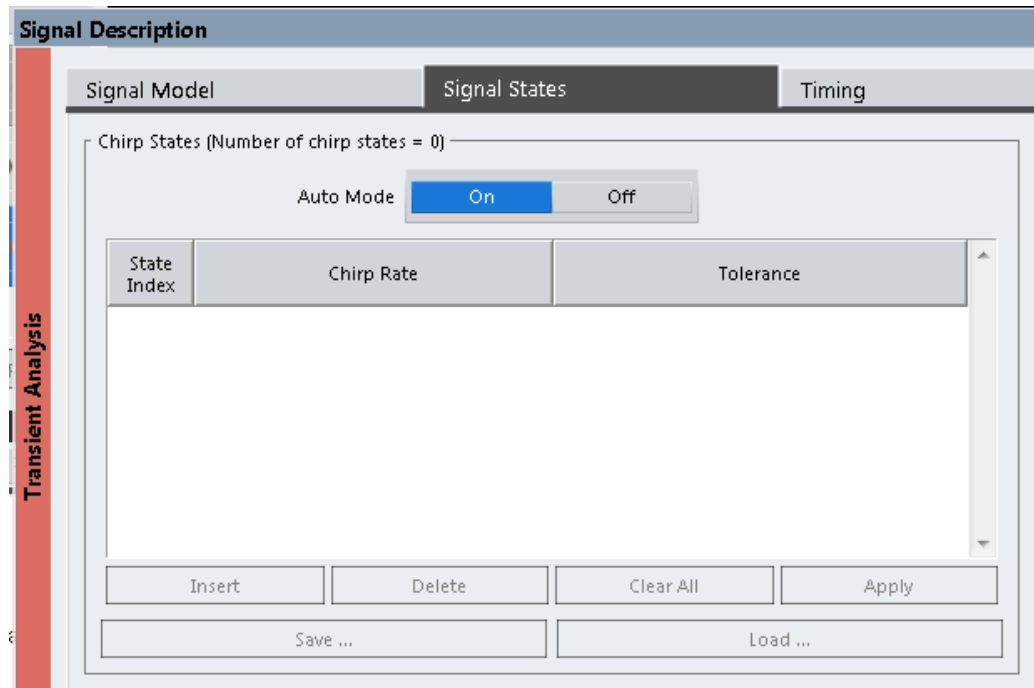 Signal Description
Transient Analysis
Signal Model
Signal States
Timing
Chirp States (Number of chirp states = 0)
Auto Mode
On
Off
State
Index
Chirp Rate
Tolerance
Insert
Delete
Clear All
Apply
Save ...
Load ...